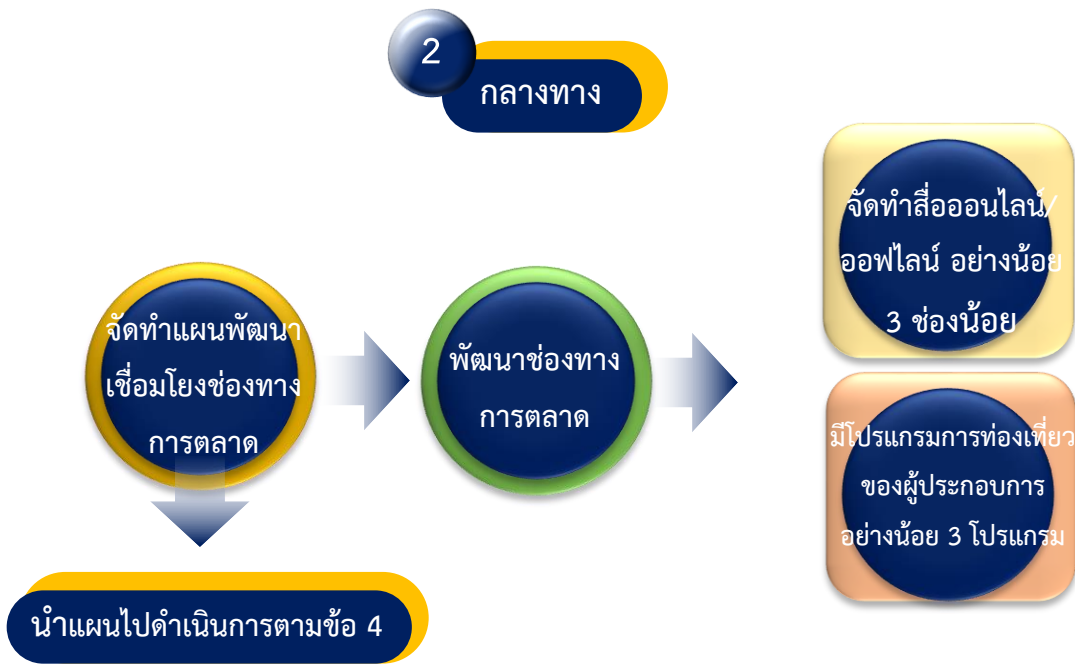 2
กลางทาง
จัดทำแผนพัฒนา
เชื่อมโยงช่องทาง
การตลาด
พัฒนาช่องทาง
การตลาด
จัดทำสื่อออนไลน์/
ออฟไลน์ อย่างน้อย
3 ช่องน้อย
มีโปรแกรมการท่องเที่ยว
ของผู้ประกอบการ
อย่างน้อย 3 โปรแกรม
นำแผนไปดำเนินการตามข้อ 4